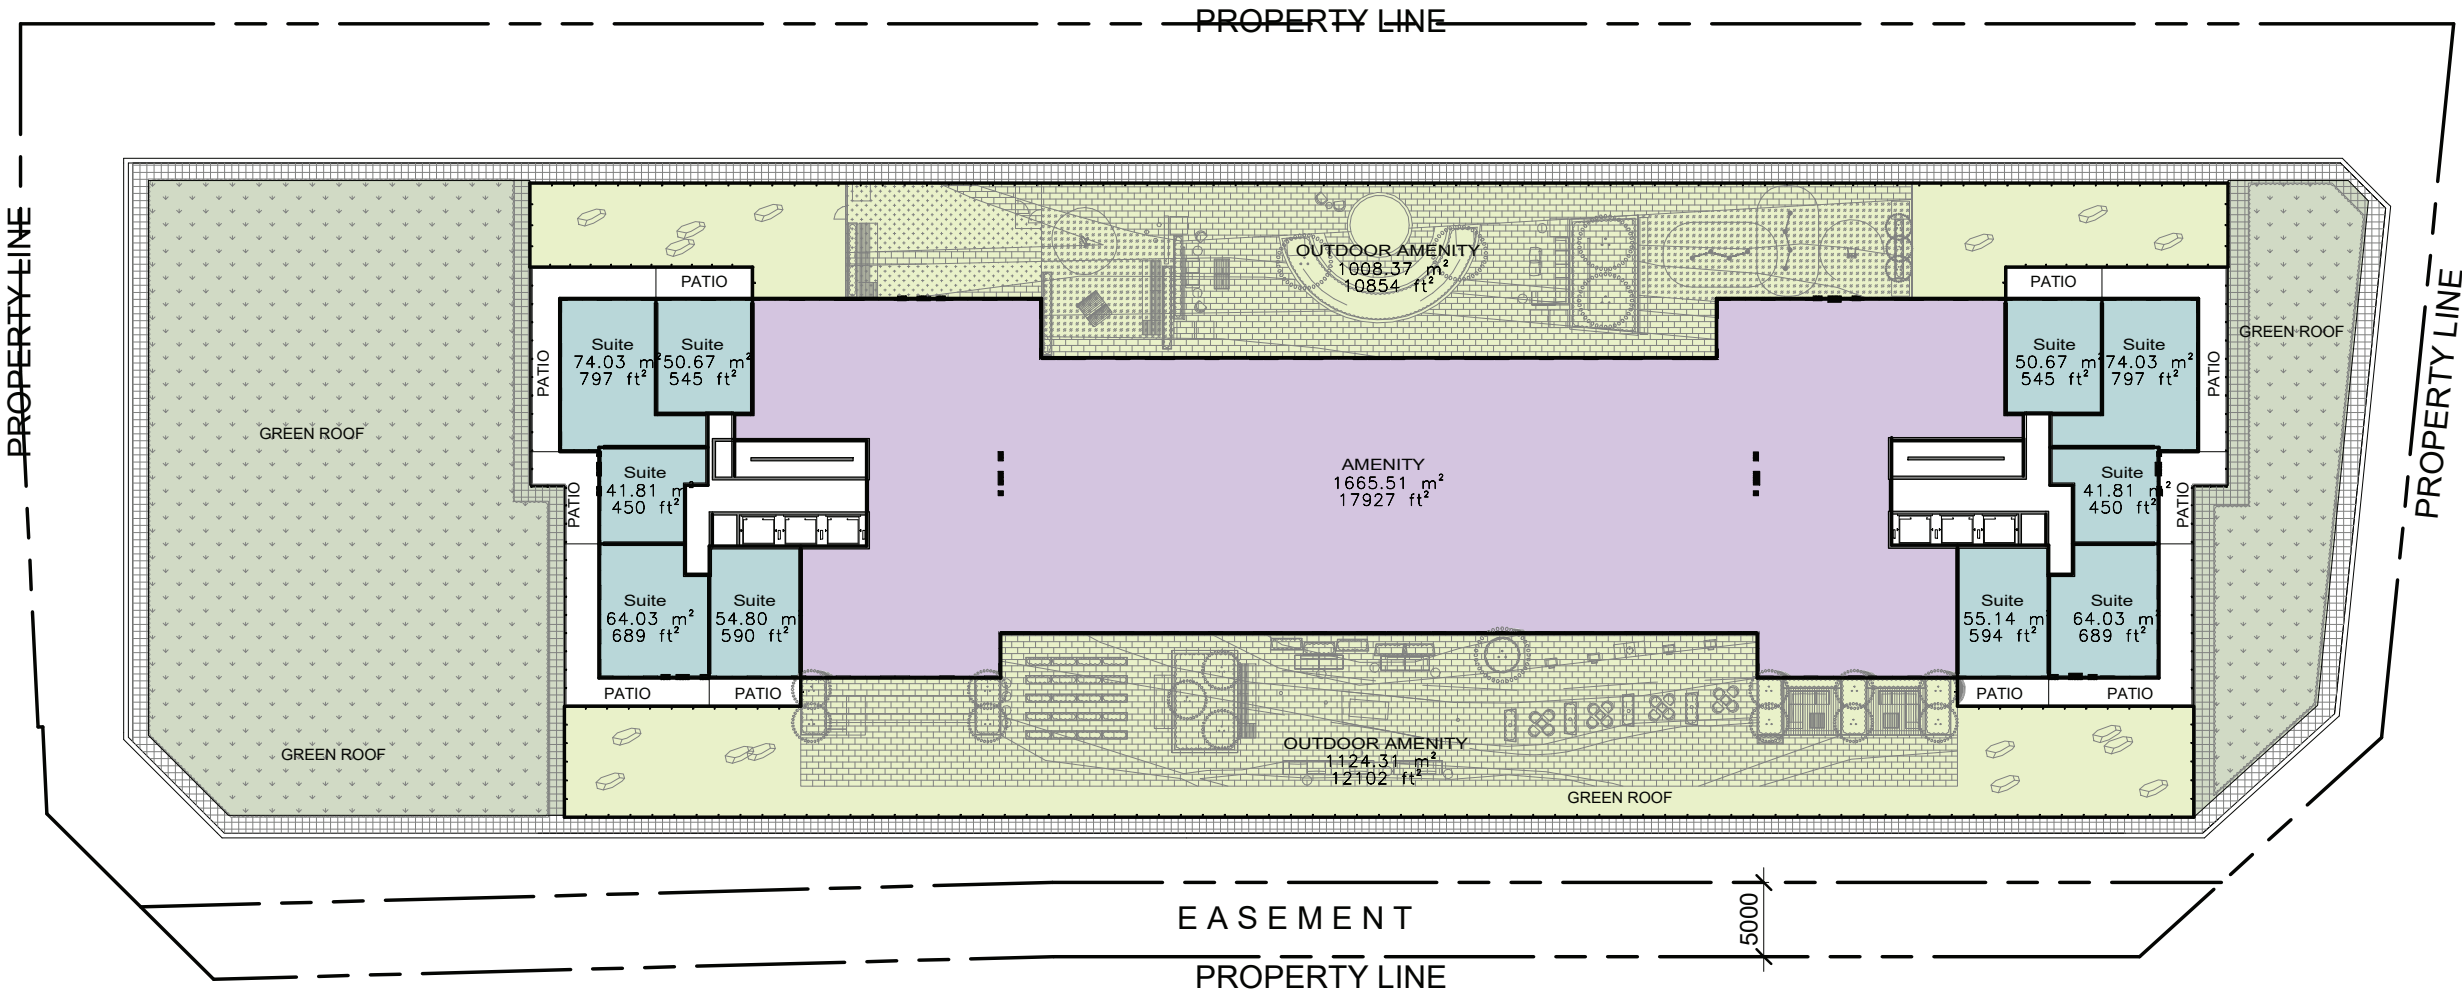 PROPERTY LINE
PROPERTY LINE
PROPERTY LINE
OUTDOOR AMENITY
1008.37 m²
10854 ft²
PATIO
PATIO
GREEN ROOF
Suite
74.03 m²
797 ft²
Suite
50.67 m²
545 ft²
Suite
50.67 m²
545 ft²
Suite
74.03 m²
797 ft²
PATIO
PATIO
GREEN ROOF
AMENITY
1665.51 m²
17927 ft²
Suite
41.81 m²
450 ft²
Suite
41.81 m²
450 ft²
PATIO
PATIO
Suite
64.03 m²
689 ft²
Suite
54.80 m
590 ft²
Suite
55.14 m
594 ft²
Suite
64.03 m²
689 ft²
PATIO
PATIO
PATIO
PATIO
GREEN ROOF
OUTDOOR AMENITY
1124.31 m²
12102 ft²
GREEN ROOF
EASEMENT
5000
PROPERTY LINE